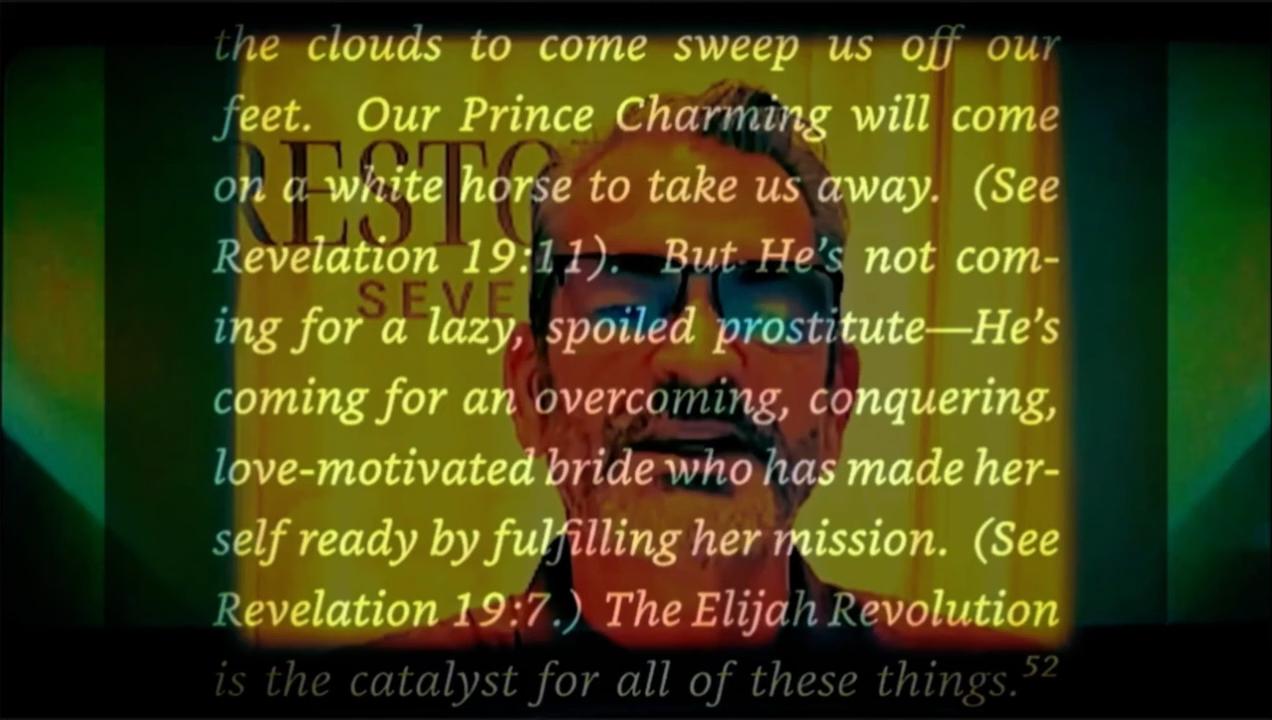 the clouds to come sweep us off our
feet. Our Prince Charming will come
on a white horse to take us away. (See
Revelation 19:11). But He's not com-
ing for a lazy, spoiled prostitute—He's
coming for an overcoming, conquering,
love-motivated bride who has made her-
self ready by fulfilling her mission. (See
Revelation 19:7.) The Elijah Revolution
is the catalyst for all of these things.52
RESTO
SEVE